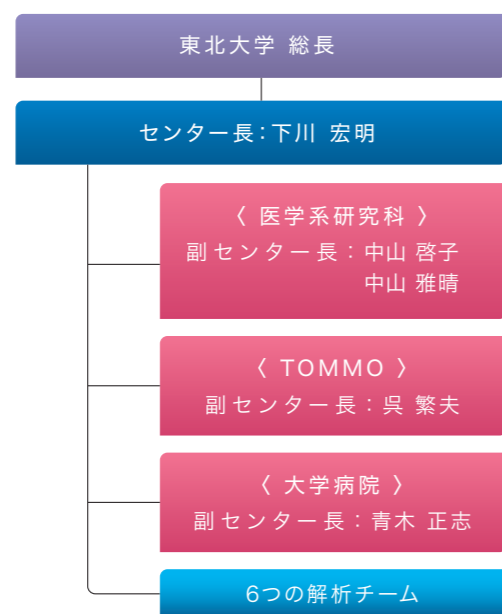 東北大学 総長
センター長：下川 宏明
〈 医学系研究科 〉
副センター長：中山 啓子
中山 雅晴
〈 TOMMO 〉
副センター長：呉 繁夫
〈 大学病院 〉
副センター長：青木 正志
6つの解析チーム